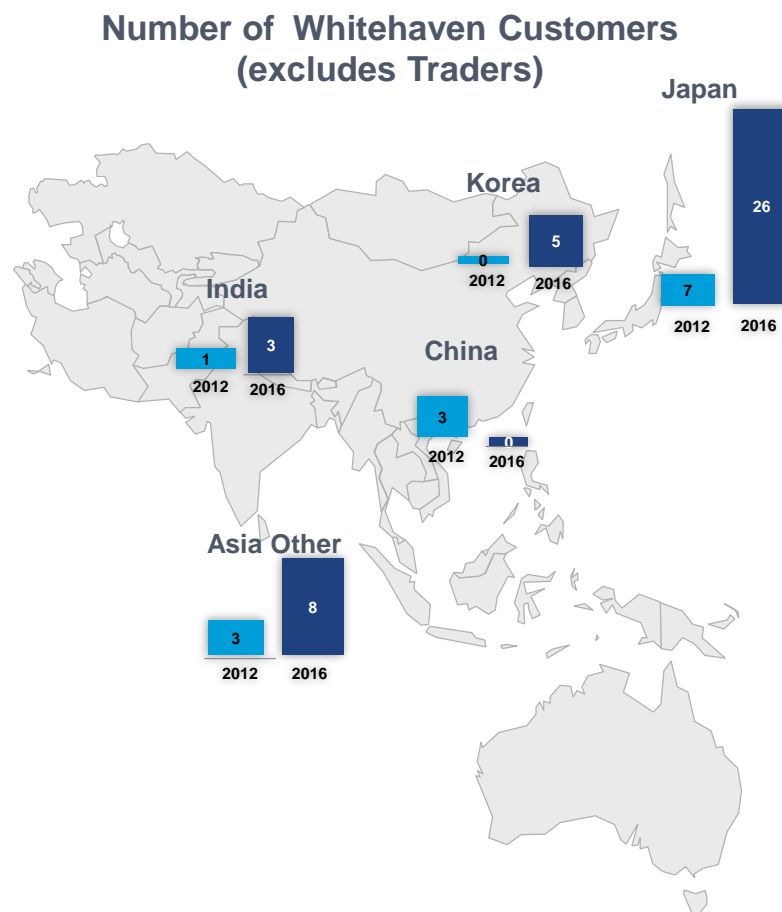 Number of Whitehaven Customers
(excludes Traders)
Japan
26
7
2012
2016
Korea
0
5
2012
2016
India
1
3
2012
2016
China
3
0
2012
2016
Asia Other
3
8
2012
2016